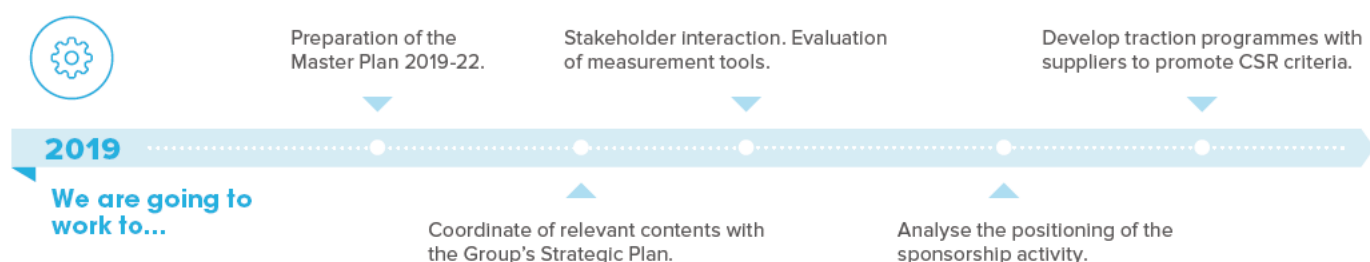 Preparation of the
Master Plan 2019-22.
Stakeholder interaction. Evaluation
of measurement tools.
Develop traction programmes with
suppliers to promote CSR criteria.
2019
We are going to
work to...
Coordinate of relevant contents with
the Group's Strategic Plan.
Analyse the positioning of the
sponsorship activity.